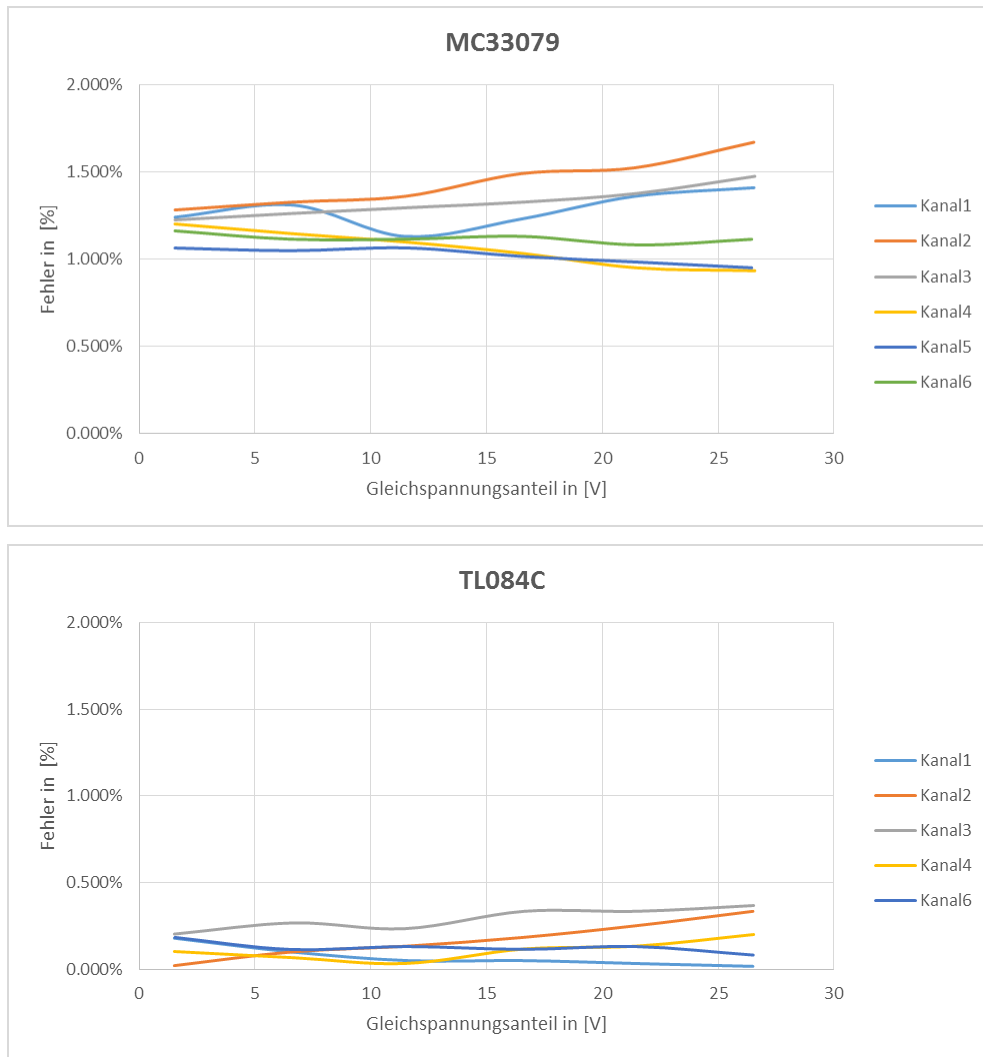 MC33079
2.000%
1.500%
1.000%
0.500%
0.000%
Fehler in [%]
0 5 10 15 20 25 30
Gleichspannungsanteil in [V]
Kanal1
Kanal2
Kanal3
Kanal4
Kanal5
Kanal6
TL084C
2.000%
1.500%
1.000%
0.500%
0.000%
Fehler in [%]
0 5 10 15 20 25 30
Gleichspannungsanteil in [V]
Kanal1
Kanal2
Kanal3
Kanal4
Kanal6